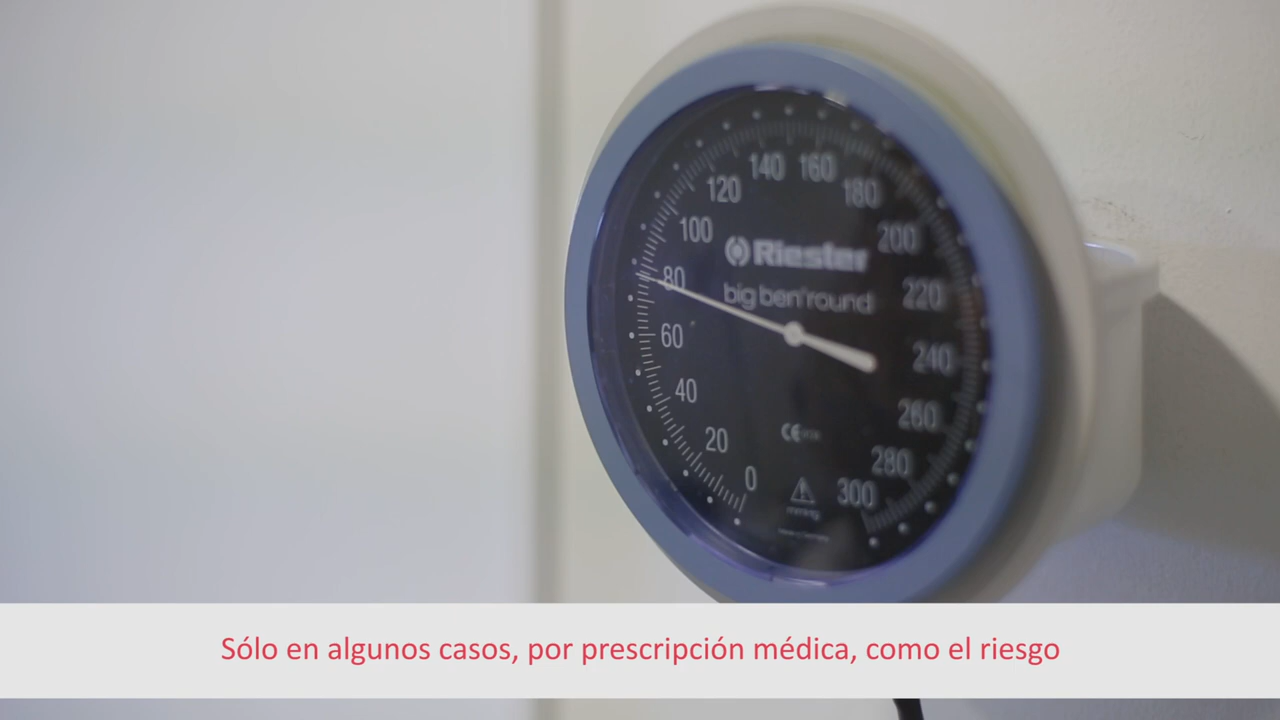 140 160
120 180
100 200
Riester
80 220
big ben®round
60 240
40 260
20 280
0 300
CE
Sólo en algunos casos, por prescripción médica, como el riesgo